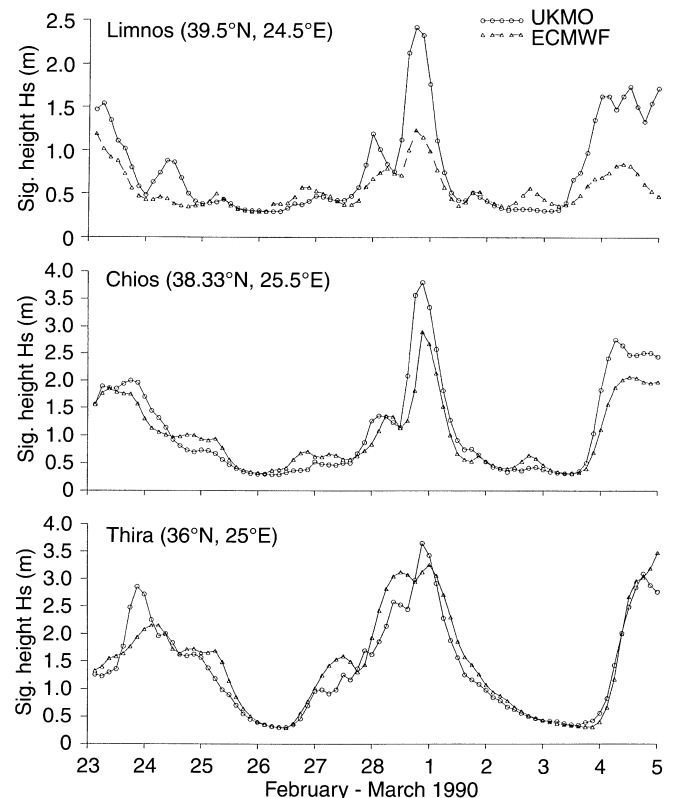 Limnos (39.5°N, 24.5°E)
UKMO
ECMWF
Sig. height Hs (m)
2.5
2.0
1.5
1.0
0.5
0
Chios (38.33°N, 25.5°E)
Sig. height Hs (m)
4.0
3.5
3.0
2.5
2.0
1.5
1.0
0.5
0
Thira (36°N, 25°E)
Sig. height Hs (m)
4.0
3.5
3.0
2.5
2.0
1.5
1.0
0.5
0
23 24 25 26 27 28 1 2 3 4 5
February - March 1990